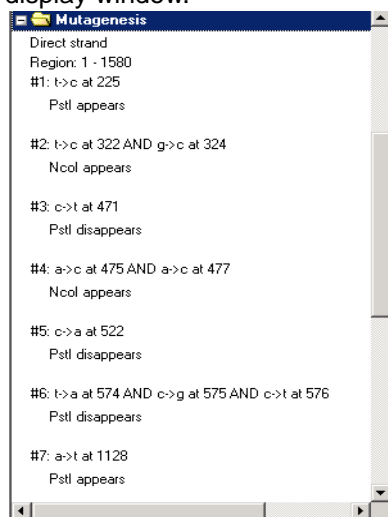 display window.
Mutagenesis
Direct strand
Region: 1 - 1580
#1: t->c at 225
PstI appears
#2: t->c at 322 AND g->c at 324
NcoI appears
#3: c->t at 471
PstI disappears
#4: a->c at 475 AND a->c at 477
NcoI appears
#5: c->a at 522
PstI disappears
#6: t->a at 574 AND c->g at 575 AND c->t at 576
PstI disappears
#7: a->t at 1128
PstI appears